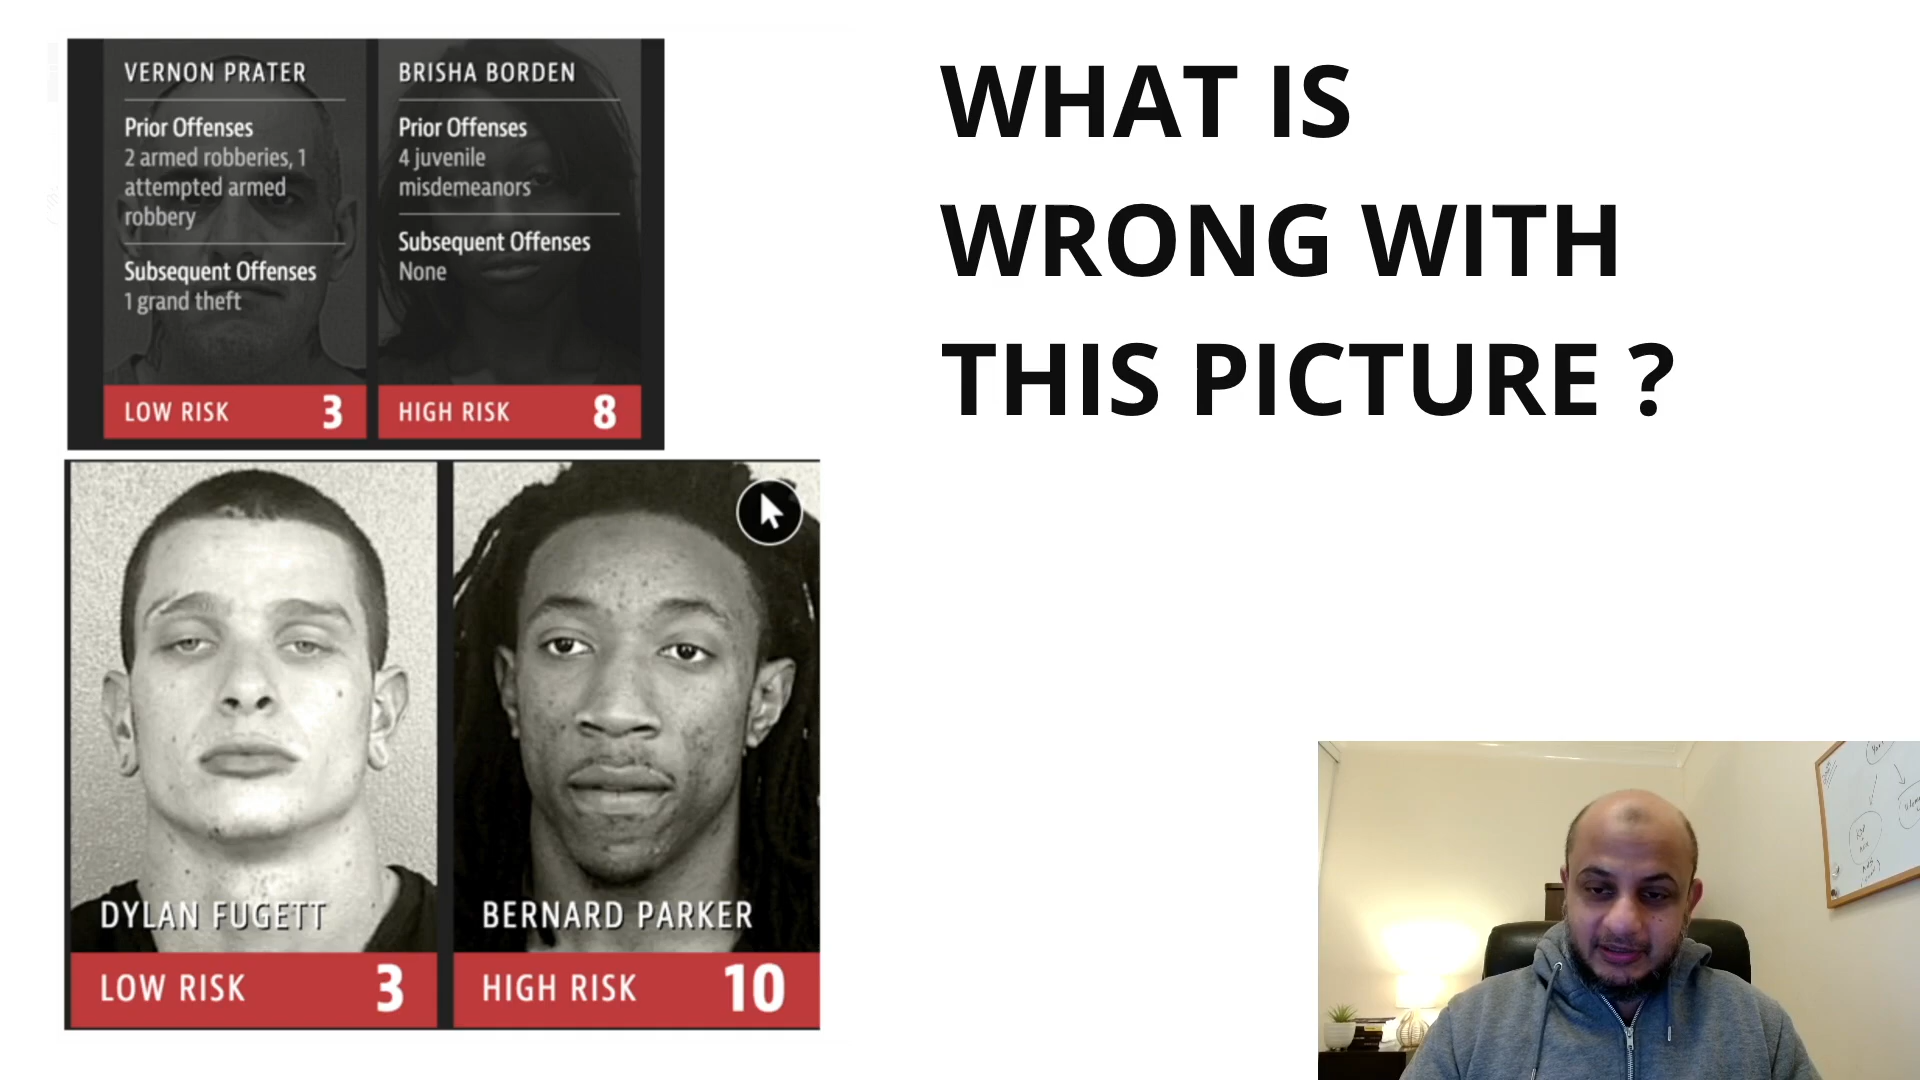 VERNON PRATER
Prior Offenses
2 armed robberies, 1
attempted armed
robbery
Subsequent Offenses
1 grand theft
LOW RISK 3
BRISHA BORDEN
Prior Offenses
4 juvenile
misdemeanors
Subsequent Offenses
None
HIGH RISK 8
DYLAN FUGETT
LOW RISK 3
BERNARD PARKER
HIGH RISK 10
WHAT IS
WRONG WITH
THIS PICTURE ?